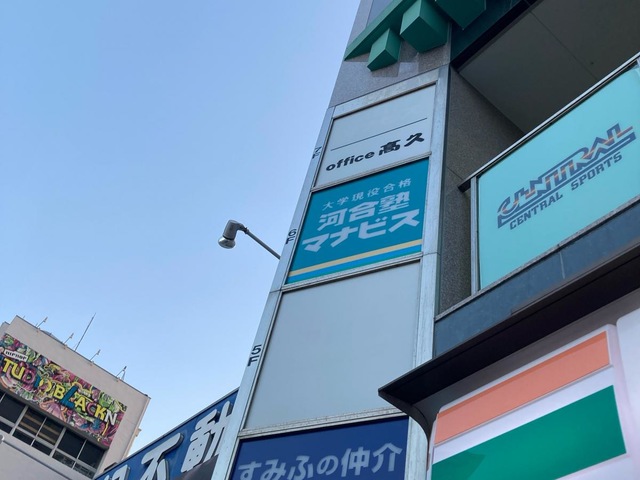 7F
office 髙久
6F
大学現役合格
河合塾
マナビス
5F
すみふの仲介
CENTRAL
CENTRAL SPORTS
不動